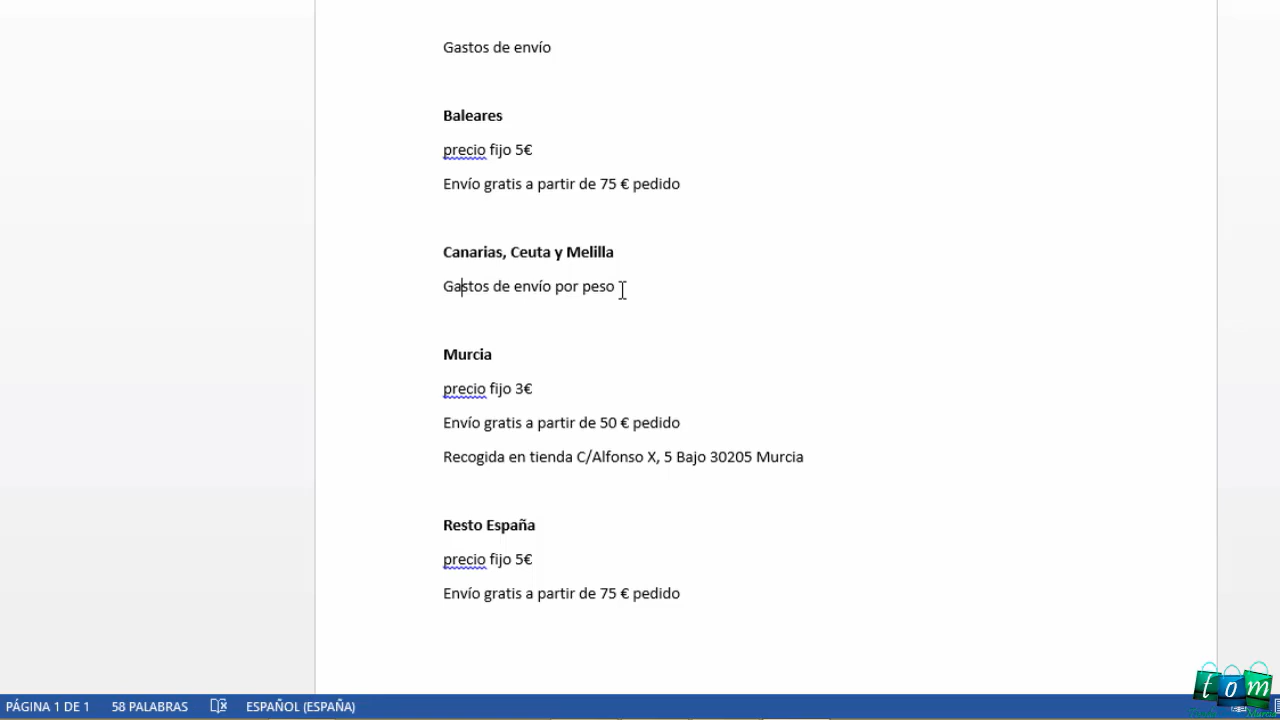 Gastos de envío
Baleares
precio fijo 5€
Envío gratis a partir de 75 € pedido
Canarias, Ceuta y Melilla
Gastos de envío por peso
Murcia
precio fijo 3€
Envío gratis a partir de 50 € pedido
Recogida en tienda C/Alfonso X, 5 Bajo 30205 Murcia
Resto España
precio fijo 5€
Envío gratis a partir de 75 € pedido
PÁGINA 1 DE 1 58 PALABRAS ESPAÑOL (ESPAÑA)
tom